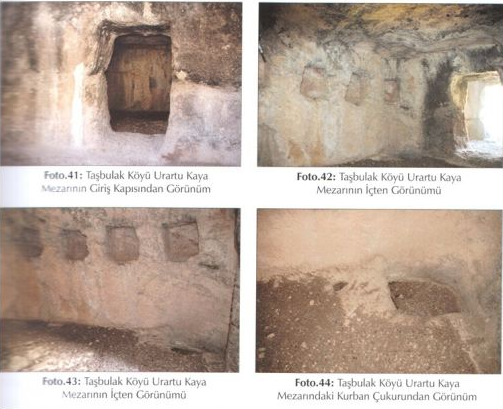 Foto.41: Taşbulak Köyü Urartu Kaya
Mezarının Giriş Kapısından Görünüm
Foto.42: Taşbulak Köyü Urartu Kaya
Mezarının İçten Görünümü
Foto.43: Taşbulak Köyü Urartu Kaya
Mezarının İçten Görünümü
Foto.44: Taşbulak Köyü Urartu Kaya
Mezarındaki Kurban Çukurundan Görünüm